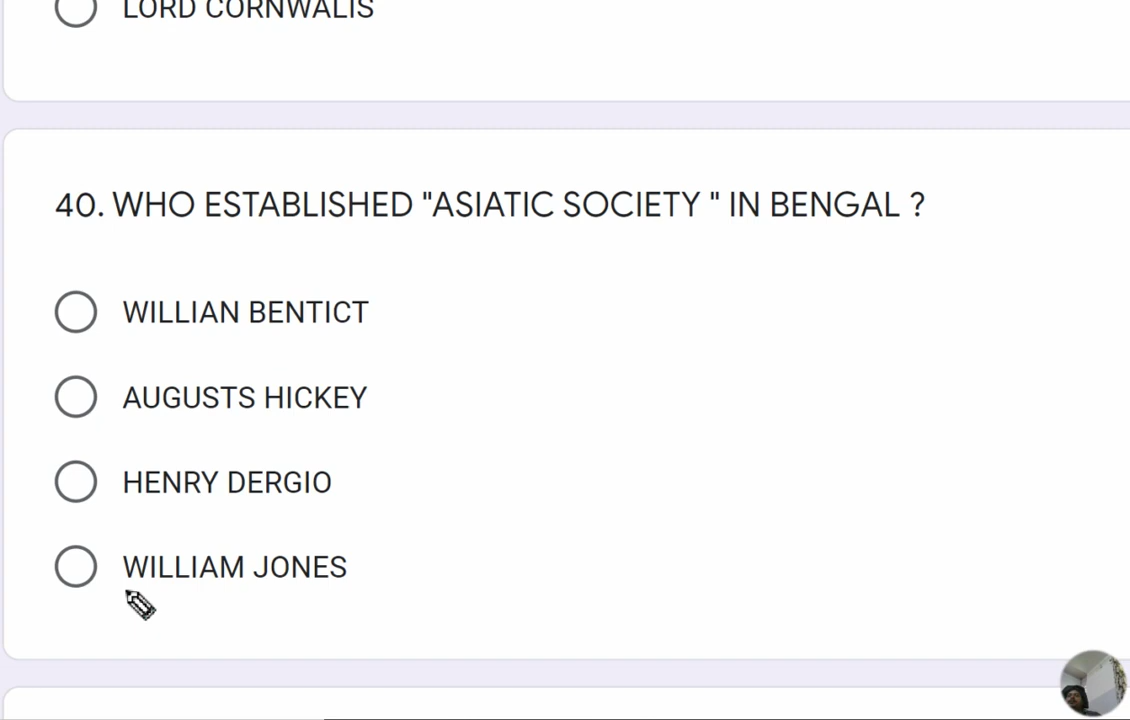 LORD CORNWALIS
40. WHO ESTABLISHED "ASIATIC SOCIETY " IN BENGAL ?
WILLIAN BENTICT
AUGUSTS HICKEY
HENRY DERGIO
WILLIAM JONES